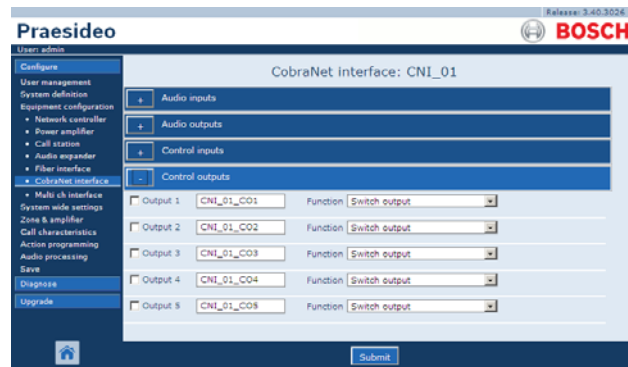 Release: 3.40.3026
Praesideo
BOSCH
User: admin
Configure
User management
System definition
Equipment configuration
• Network controller
• Power amplifier
• Call station
• Audio expander
• Fiber interface
• CobraNet interface
• Multi ch interface
System wide settings
Zone & amplifier
Call characteristics
Action programming
Audio processing
Save
Diagnose
Upgrade
CobraNet interface: CNI_01
+ Audio inputs
+ Audio outputs
+ Control inputs
- Control outputs
Output 1 CNI_01_CO1 Function Switch output
Output 2 CNI_01_CO2 Function Switch output
Output 3 CNI_01_CO3 Function Switch output
Output 4 CNI_01_CO4 Function Switch output
Output 5 CNI_01_CO5 Function Switch output
Submit